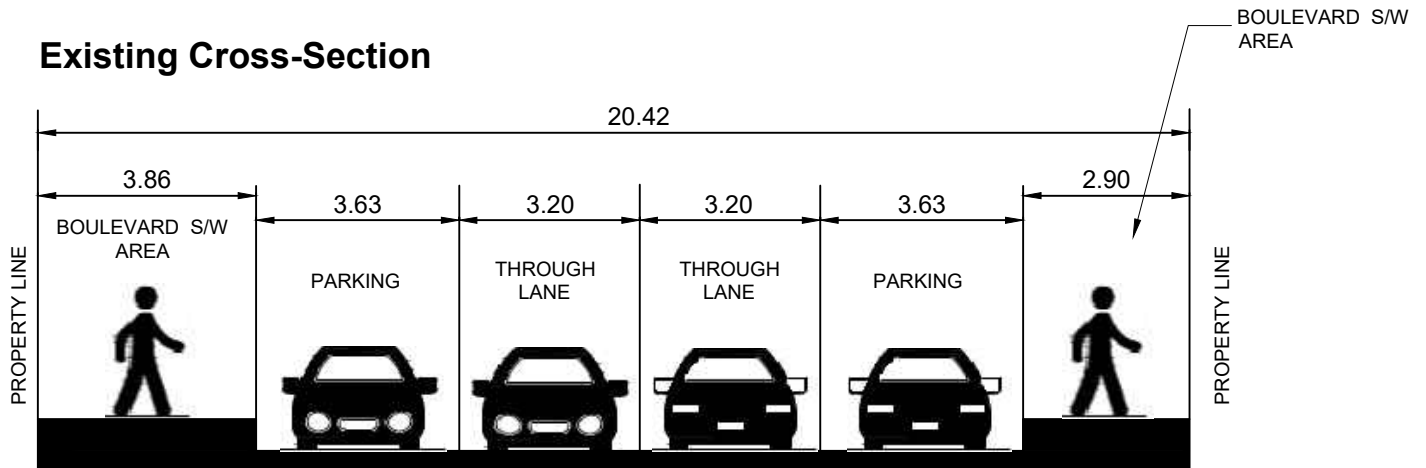 BOULEVARD S/W
AREA
Existing Cross-Section
20.42
3.86
2.90
3.63
3.20
3.20
3.63
BOULEVARD S/W
AREA
PARKING
THROUGH
LANE
THROUGH
LANE
PARKING
PROPERTY LINE
PROPERTY LINE